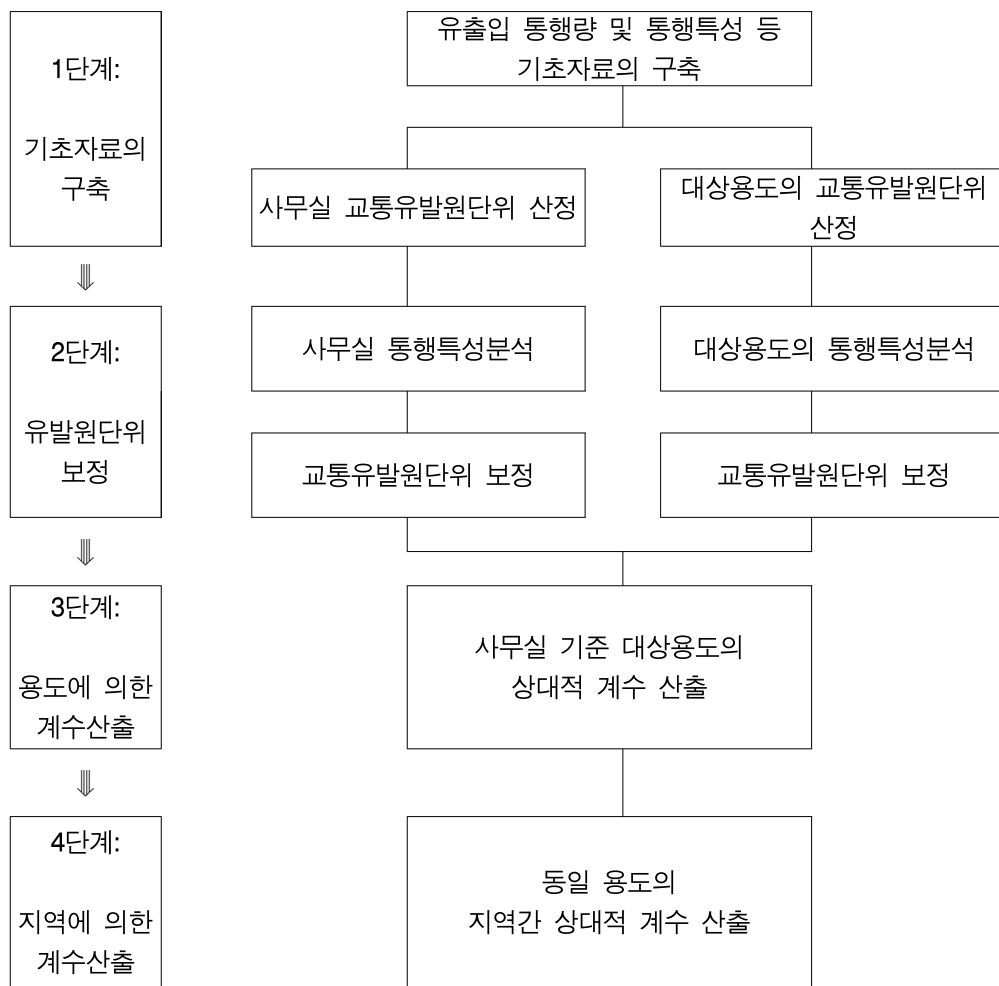 1단계:
기초자료의
구축
유출입 통행량 및 통행특성 등
기초자료의 구축
사무실 교통유발원단위 산정
대상용도의 교통유발원단위
산정
2단계:
유발원단위
보정
사무실 통행특성분석
대상용도의 통행특성분석
교통유발원단위 보정
교통유발원단위 보정
3단계:
용도에 의한
계수산출
사무실 기준 대상용도의
상대적 계수 산출
4단계:
지역에 의한
계수산출
동일 용도의
지역간 상대적 계수 산출